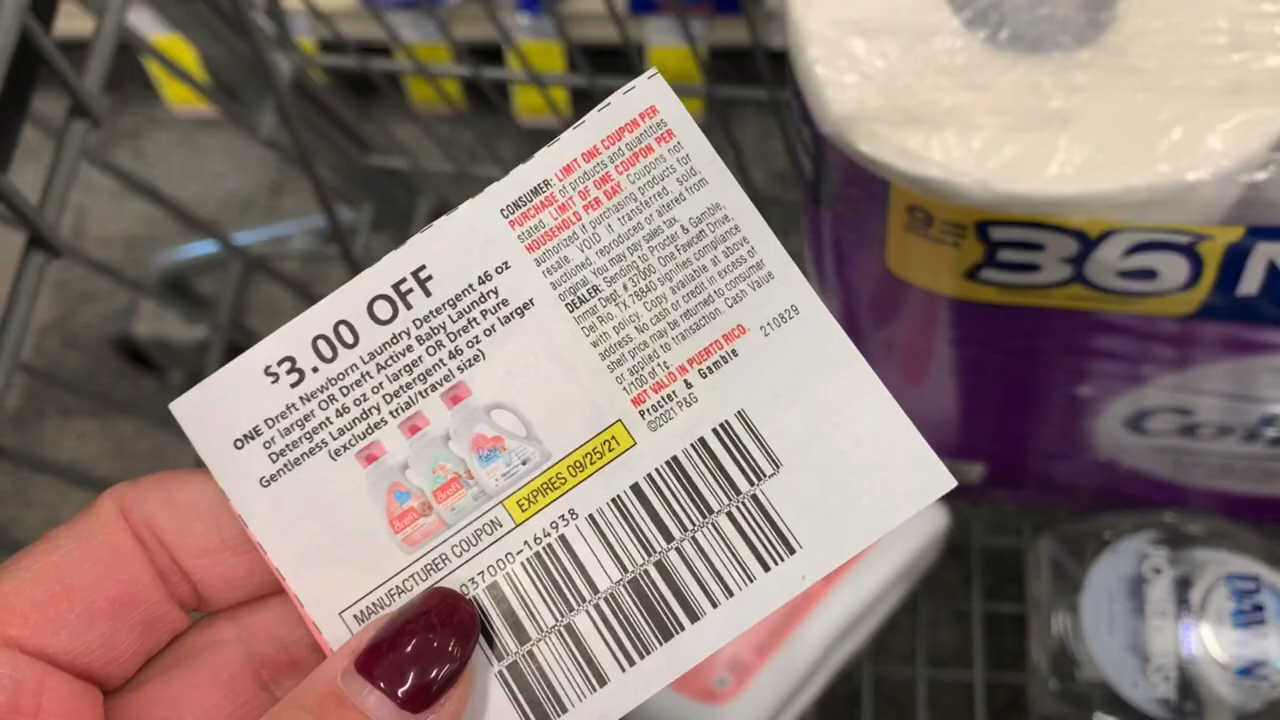 $3.00 OFF
ONE Dreft Newborn Laundry Detergent 46 oz
or larger OR Dreft Active Baby Laundry
Detergent 46 oz or larger OR Dreft Pure
Gentleness Laundry Detergent 46 oz or larger
(excludes trial/travel size)
dreft
dreft
pure
MANUFACTURER COUPON
EXPIRES 09/25/21
037000-164938
CONSUMER: LIMIT ONE COUPON PER
PURCHASE of products and quantities
stated. LIMIT OF ONE COUPON PER
HOUSEHOLD PER DAY. Coupons not
authorized if purchasing products for
resale. VOID if transferred, sold,
auctioned, reproduced or altered from
original. You may pay sales tax.
DEALER: Sending to Procter & Gamble,
Inmar Dept. # 37000 One Fawcett Drive,
Del Rio, TX 78840 signifies compliance
with policy. Copy available at above
address. No cash or credit in excess of
shelf price may be returned to consumer
or applied to transaction. Cash Value
1/100 of 1¢.
NOT VALID IN PUERTO RICO.
Procter & Gamble
©2021 P&G
210829
9
36
DAWN